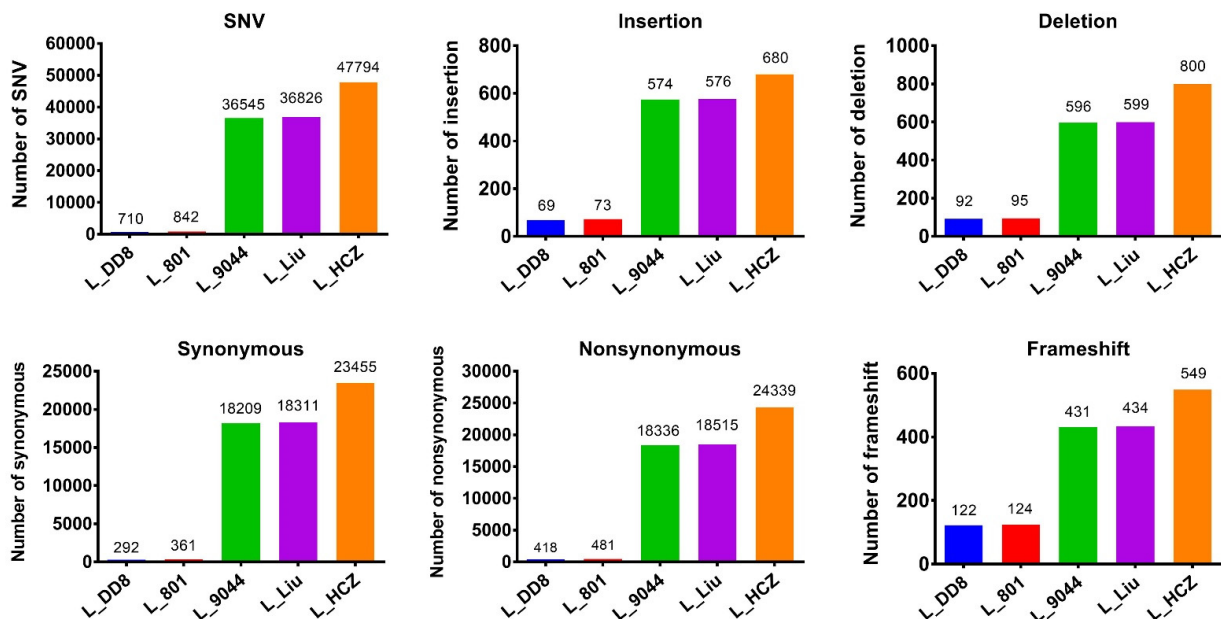 SNV
Number of SNV
60000
50000
40000
30000
20000
10000
0
710
842
36545
36826
47794
L_DD8
L_801
L_9044
L_Liu
L_HCZ
Insertion
Number of insertion
800
600
400
200
0
69
73
574
576
680
L_DD8
L_801
L_9044
L_Liu
L_HCZ
Deletion
Number of deletion
1000
800
600
400
200
0
92
95
596
599
800
L_DD8
L_801
L_9044
L_Liu
L_HCZ
Synonymous
Number of synonymous
25000
20000
15000
10000
5000
0
292
361
18209
18311
23455
L_DD8
L_801
L_9044
L_Liu
L_HCZ
Nonsynonymous
Number of nonsynonymous
30000
25000
20000
15000
10000
5000
0
418
481
18336
18515
24339
L_DD8
L_801
L_9044
L_Liu
L_HCZ
Frameshift
Number of frameshift
600
400
200
0
122
124
431
434
549
L_DD8
L_801
L_9044
L_Liu
L_HCZ